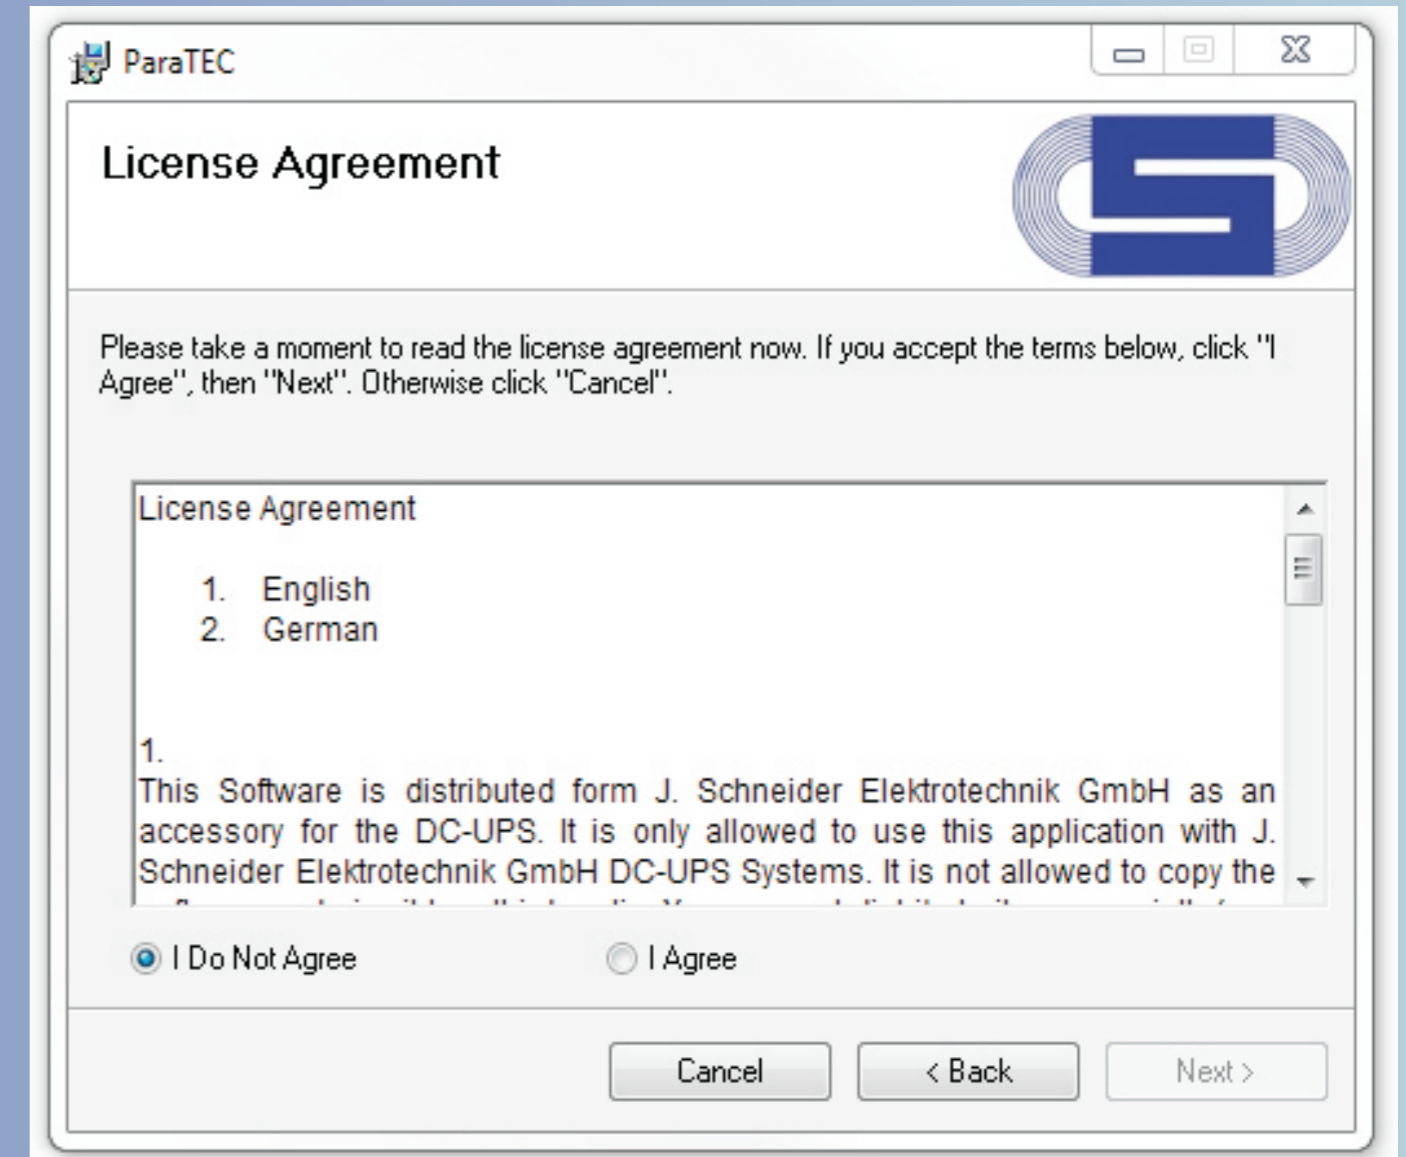 ParaTEC
License Agreement
Please take a moment to read the license agreement now. If you accept the terms below, click "I
Agree", then "Next". Otherwise click "Cancel".
License Agreement
1. English
2. German
1.
This Software is distributed form J. Schneider Elektrotechnik GmbH as an
accessory for the DC-UPS. It is only allowed to use this application with J.
Schneider Elektrotechnik GmbH DC-UPS Systems. It is not allowed to copy the
I Do Not Agree
I Agree
Cancel
< Back
Next >